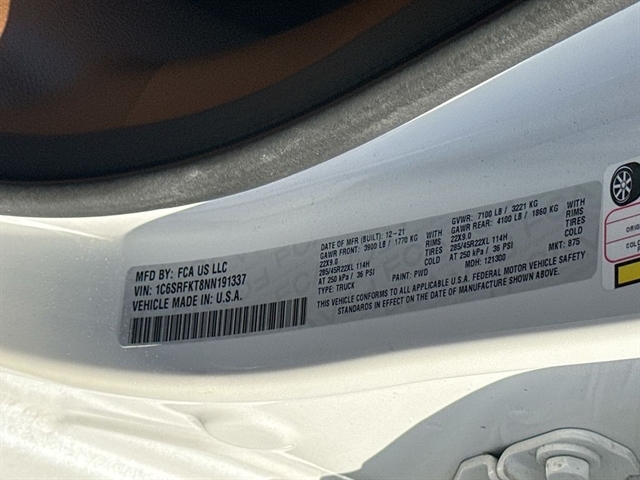 MFD BY: FCA US LLC
VIN: 1C6SRFKT8NN191337
VEHICLE MADE IN: U.S.A.
DATE OF MFR (BUILT): 12-21
GAWR FRONT: 3900 LB / 1770 KG WITH
22X9.0 RIMS
285/45R22XL 114H TIRES
AT 250 kPa / 36 PSI COLD
TYPE: TRUCK PAINT: PWD
GVWR: 7100 LB / 3221 KG
GAWR REAR: 4100 LB / 1860 KG WITH
22X9.0 RIMS
285/45R22XL 114H TIRES
AT 250 kPa / 36 PSI COLD
MDH: 121300 MKT: 875
THIS VEHICLE CONFORMS TO ALL APPLICABLE U.S.A. FEDERAL MOTOR VEHICLE SAFETY
STANDARDS IN EFFECT ON THE DATE OF MANUFACTURE SHOWN ABOVE.
ORIGI
COLD